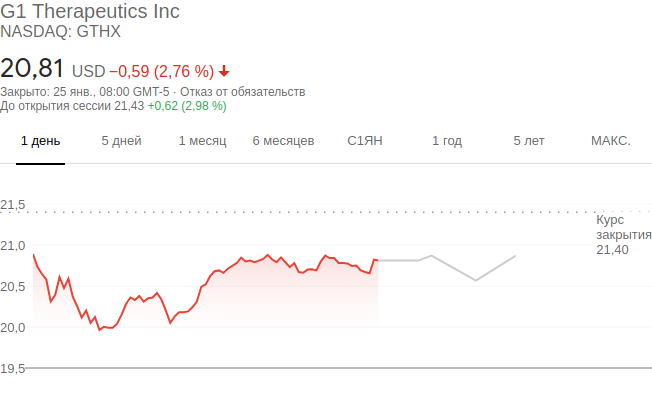 G1 Therapeutics Inc
NASDAQ: GTHX
20,81 USD −0,59 (2,76 %)
Закрыто: 25 янв., 08:00 GMT-5 · Отказ от обязательств
До открытия сессии 21,43 +0,62 (2,98 %)
1 день 5 дней 1 месяц 6 месяцев С1ЯН 1 год 5 лет МАКС.
21,5
Курс
закрытия
21,40
21,0
20,5
20,0
19,5